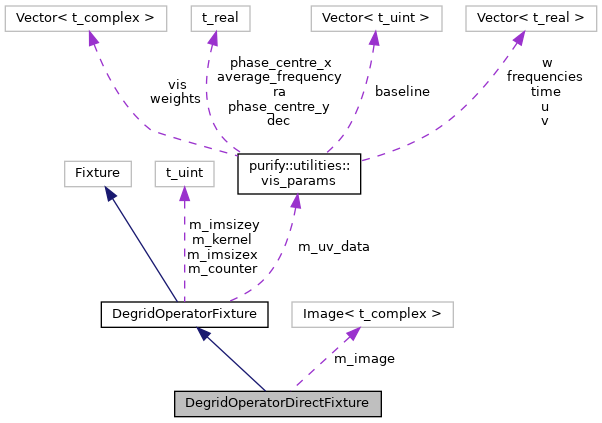 Vector< t_complex >
t_real
Vector< t_uint >
Vector< t_real >
vis
weights
phase_centre_x
average_frequency
ra
phase_centre_y
dec
baseline
w
frequencies
time
u
v
Fixture
t_uint
purify::utilities::
vis_params
m_imsizey
m_kernel
m_imsizex
m_counter
m_uv_data
DegridOperatorFixture
Image< t_complex >
m_image
DegridOperatorDirectFixture